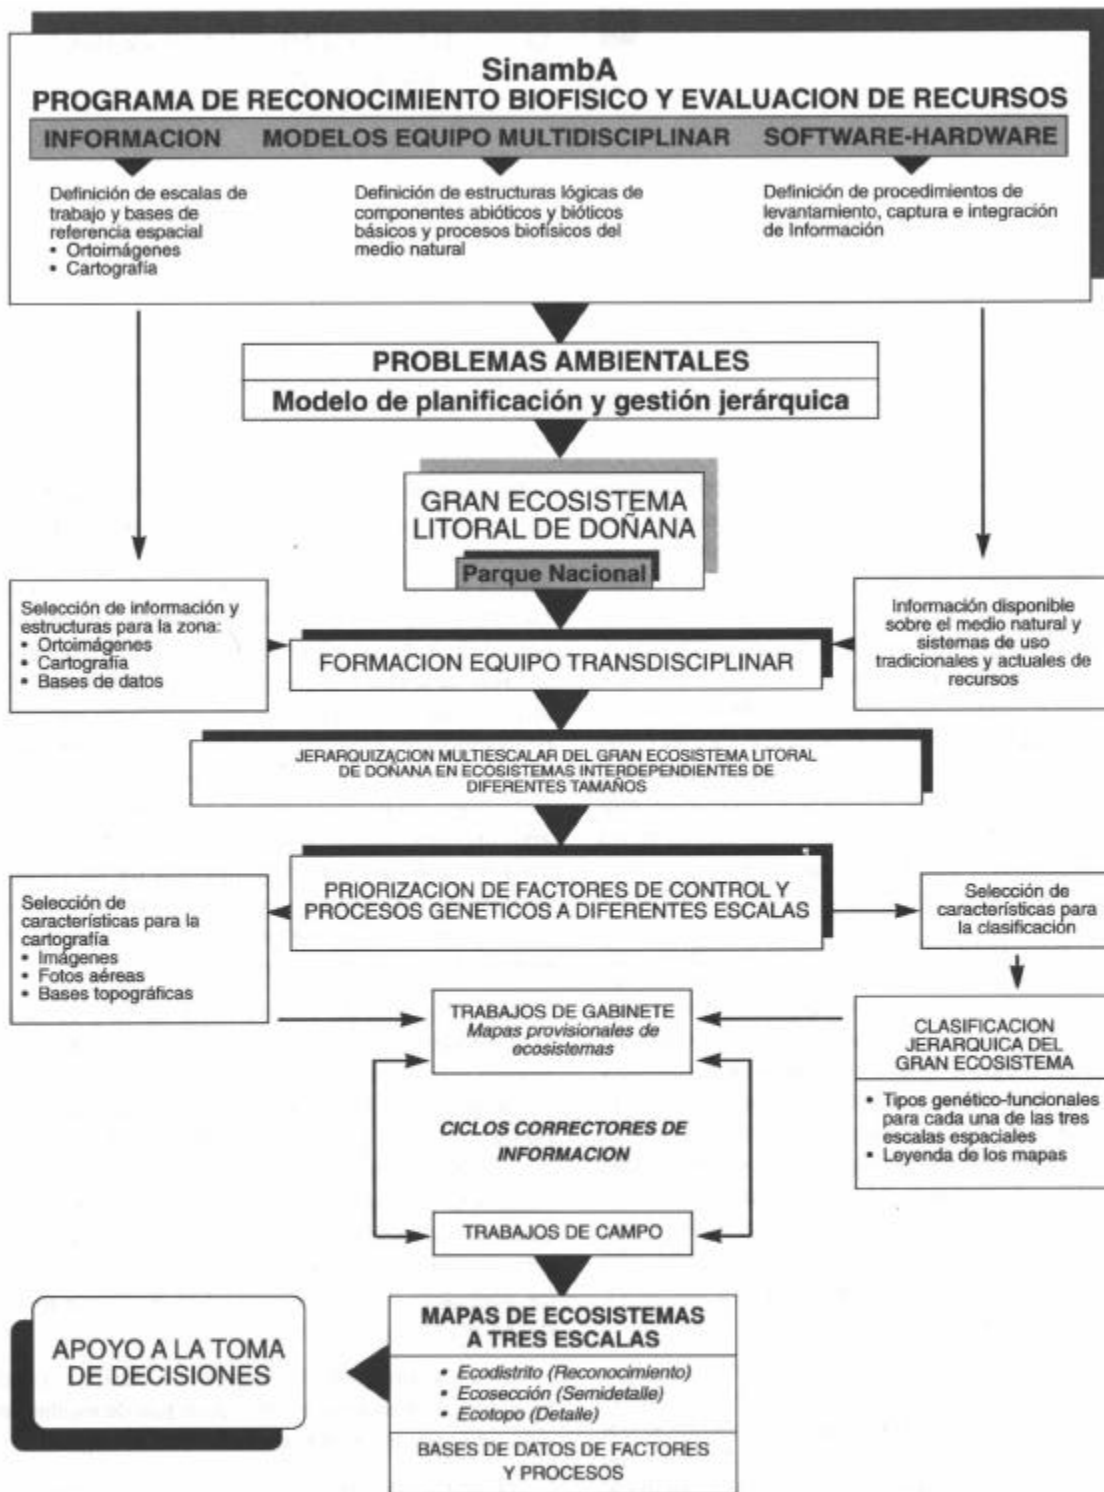 SinambA
PROGRAMA DE RECONOCIMIENTO BIOFISICO Y EVALUACION DE RECURSOS
INFORMACION
MODELOS EQUIPO MULTIDISCIPLINAR
SOFTWARE-HARDWARE
Definición de escalas de
trabajo y bases de
referencia espacial
• Ortoimágenes
• Cartografía
Definición de estructuras lógicas de
componentes abióticos y bióticos
básicos y procesos biofísicos del
medio natural
Definición de procedimientos de
levantamiento, captura e integración
de Información
PROBLEMAS AMBIENTALES
Modelo de planificación y gestión jerárquica
GRAN ECOSISTEMA
LITORAL DE DOÑANA
Parque Nacional
Selección de información y
estructuras para la zona:
• Ortoimágenes
• Cartografía
• Bases de datos
FORMACION EQUIPO TRANSDISCIPLINAR
Información disponible
sobre el medio natural y
sistemas de uso
tradicionales y actuales de
recursos
JERARQUIZACION MULTIESCALAR DEL GRAN ECOSISTEMA LITORAL
DE DOÑANA EN ECOSISTEMAS INTERDEPENDIENTES DE
DIFERENTES TAMAÑOS
Selección de
características para la
cartografía
• Imágenes
• Fotos aéreas
• Bases topográficas
PRIORIZACION DE FACTORES DE CONTROL Y
PROCESOS GENETICOS A DIFERENTES ESCALAS
Selección de
características para
la clasificación
TRABAJOS DE GABINETE
Mapas provisionales de
ecosistemas
CLASIFICACION
JERARQUICA DEL
GRAN ECOSISTEMA
• Tipos genético-funcionales
para cada una de las tres
escalas espaciales
• Leyenda de los mapas
CICLOS CORRECTORES DE
INFORMACION
TRABAJOS DE CAMPO
MAPAS DE ECOSISTEMAS
A TRES ESCALAS
• Ecodistrito (Reconocimiento)
• Ecosección (Semidetalle)
• Ecotopo (Detalle)
BASES DE DATOS DE FACTORES
Y PROCESOS
APOYO A LA TOMA
DE DECISIONES